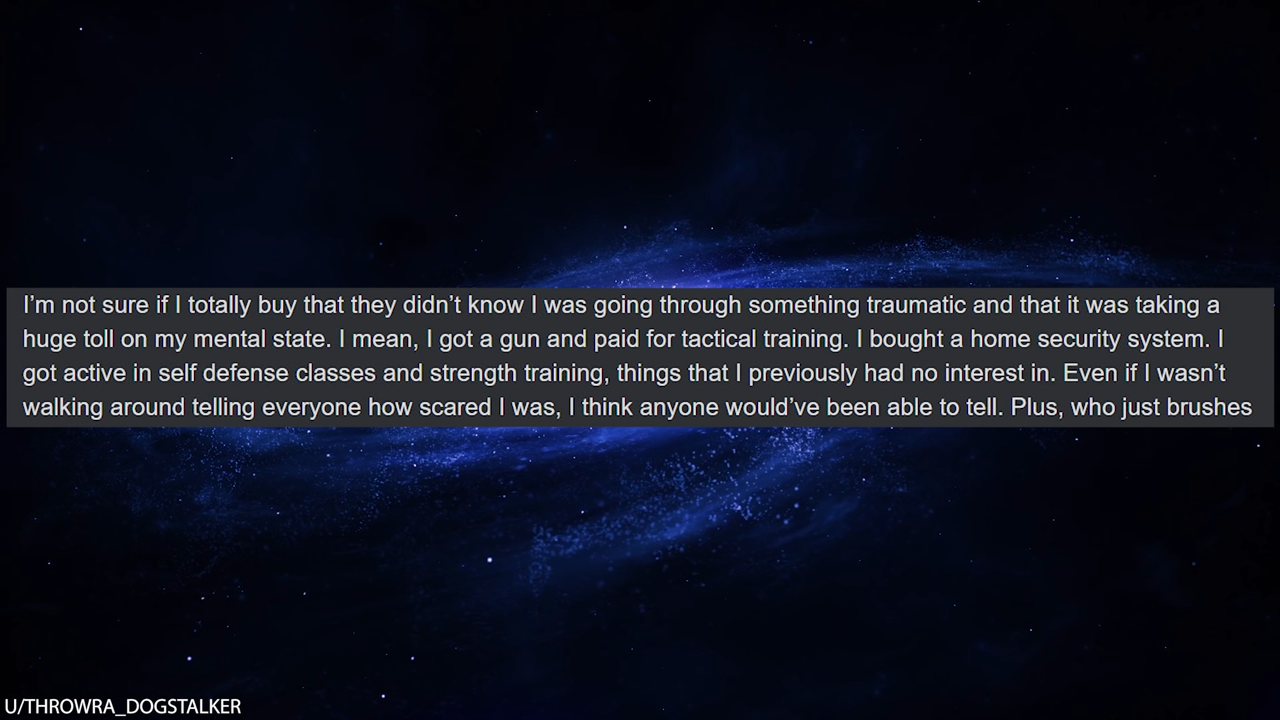 I’m not sure if I totally buy that they didn’t know I was going through something traumatic and that it was taking a
huge toll on my mental state. I mean, I got a gun and paid for tactical training. I bought a home security system. I
got active in self defense classes and strength training, things that I previously had no interest in. Even if I wasn’t
walking around telling everyone how scared I was, I think anyone would’ve been able to tell. Plus, who just brushes
U/THROWRA_DOGSTALKER